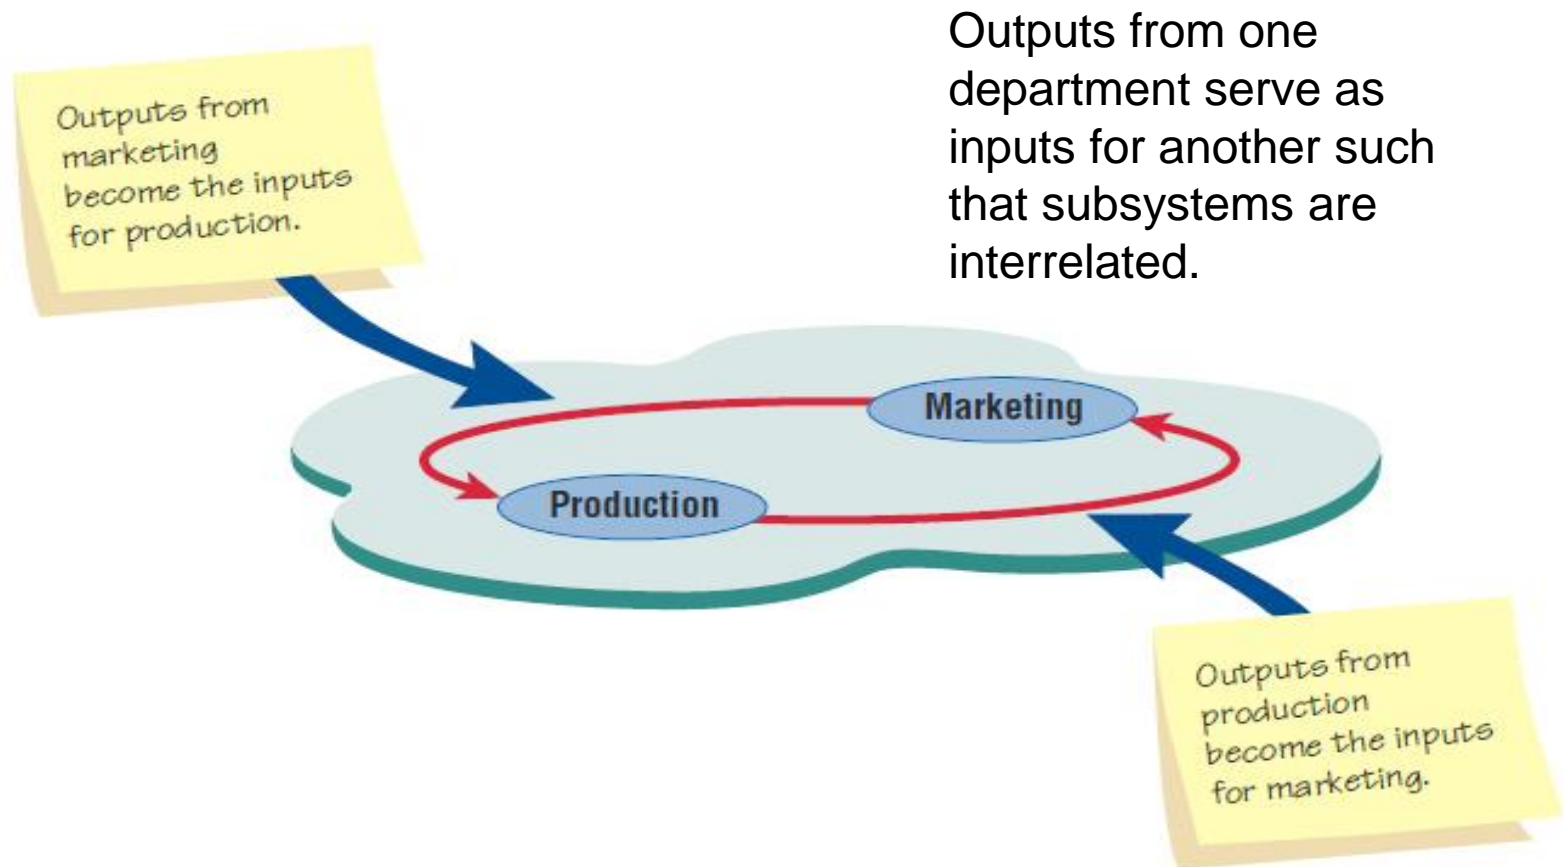 Outputs from one
department serve as
inputs for another such
that subsystems are
interrelated.
Outputs from
marketing
become the inputs
for production.
Marketing
Production
Outputs from
production
become the inputs
for marketing.